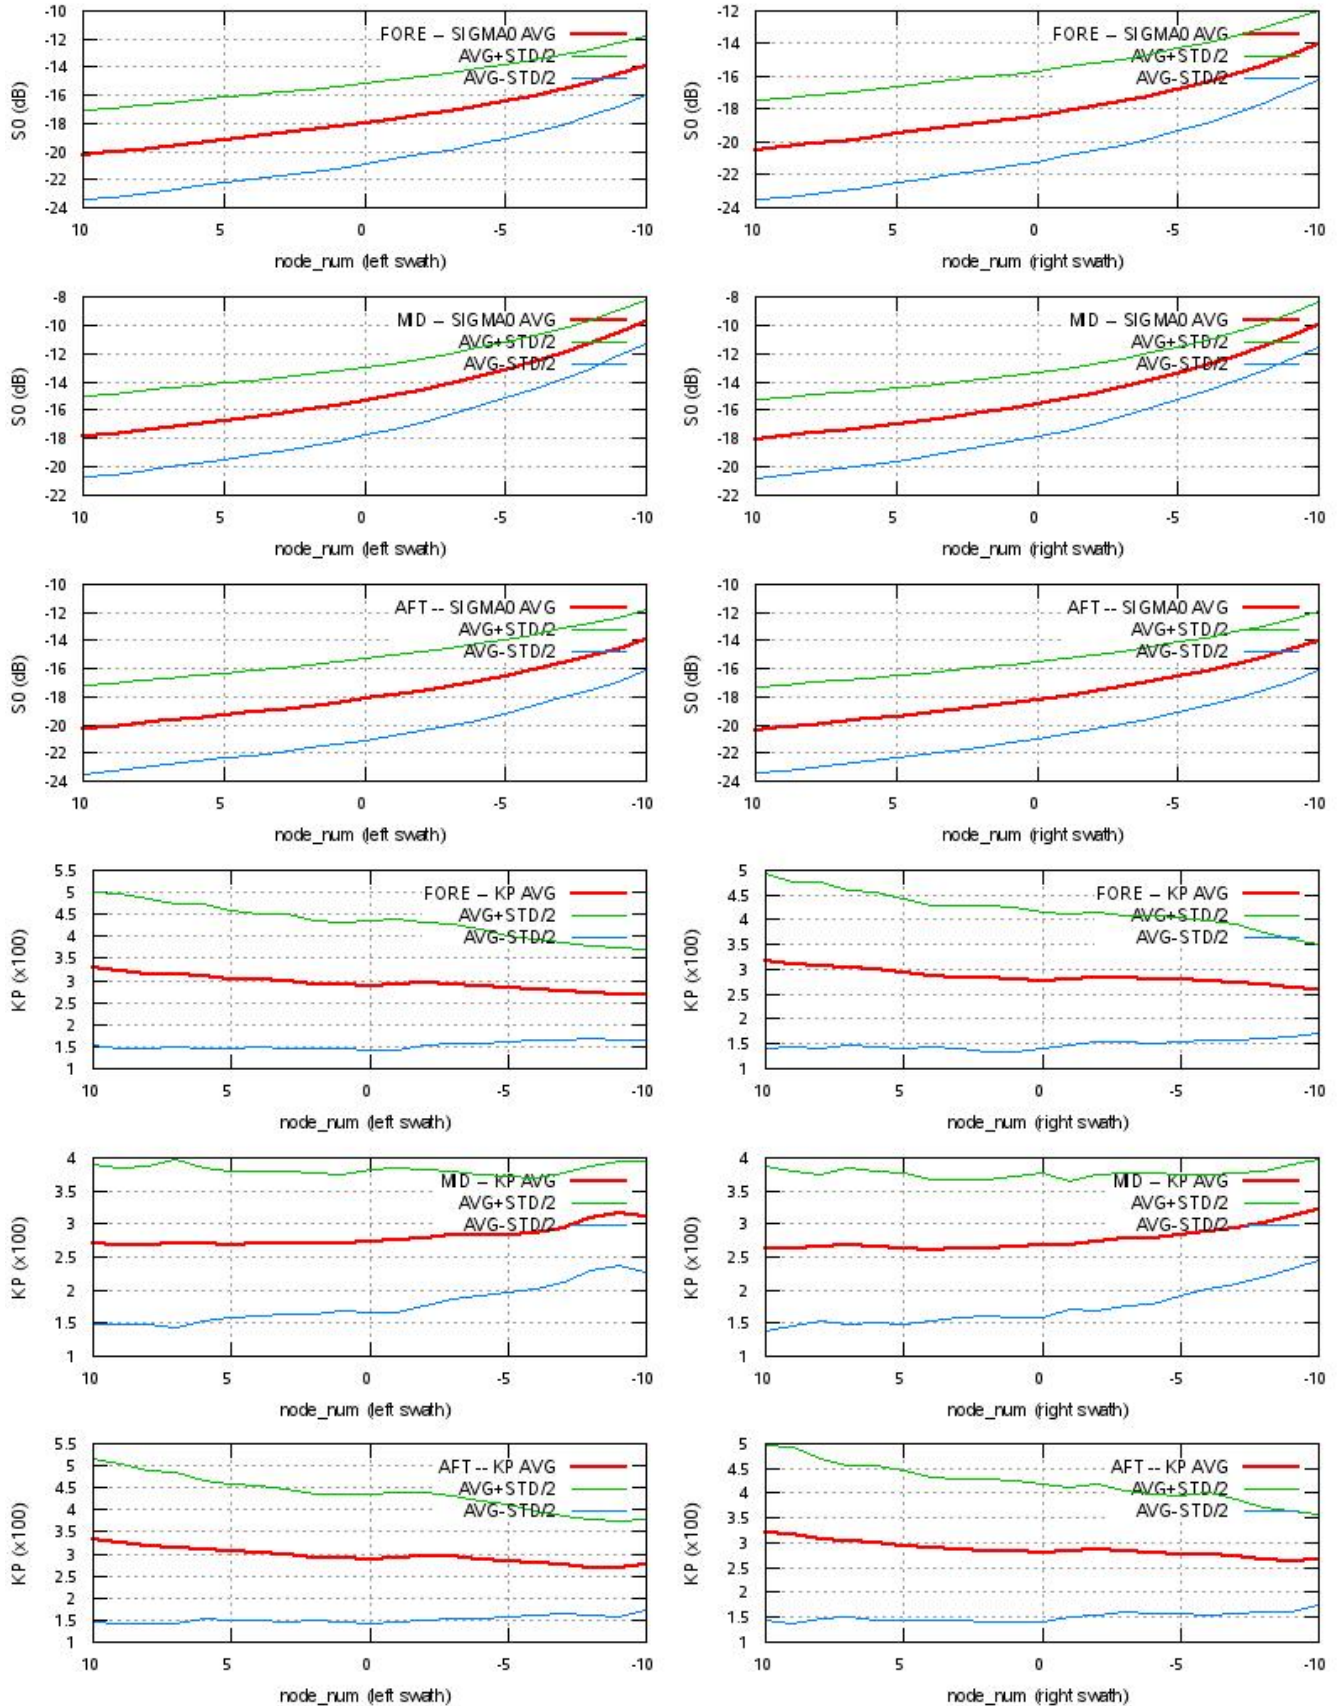 -10
-12
-14
-16
-18
-20
-22
-24
S0 (dB)
FORE -- SIGMA0 AVG
AVG+STD/2
AVG-STD/2
10 5 0 -5 -10
node_num (left swath)
-12
-14
-16
-18
-20
-22
-24
S0 (dB)
FORE -- SIGMA0 AVG
AVG+STD/2
AVG-STD/2
10 5 0 -5 -10
node_num (right swath)
-8
-10
-12
-14
-16
-18
-20
-22
S0 (dB)
MID -- SIGMA0 AVG
AVG+STD/2
AVG-STD/2
10 5 0 -5 -10
node_num (left swath)
-8
-10
-12
-14
-16
-18
-20
-22
S0 (dB)
MID -- SIGMA0 AVG
AVG+STD/2
AVG-STD/2
10 5 0 -5 -10
node_num (right swath)
-10
-12
-14
-16
-18
-20
-22
-24
S0 (dB)
AFT -- SIGMA0 AVG
AVG+STD/2
AVG-STD/2
10 5 0 -5 -10
node_num (left swath)
-10
-12
-14
-16
-18
-20
-22
-24
S0 (dB)
AFT -- SIGMA0 AVG
AVG+STD/2
AVG-STD/2
10 5 0 -5 -10
node_num (right swath)
5.5
5
4.5
4
3.5
3
2.5
2
1.5
1
KP (x100)
FORE -- KP AVG
AVG+STD/2
AVG-STD/2
10 5 0 -5 -10
node_num (left swath)
5
4.5
4
3.5
3
2.5
2
1.5
1
KP (x100)
FORE -- KP AVG
AVG+STD/2
AVG-STD/2
10 5 0 -5 -10
node_num (right swath)
4
3.5
3
2.5
2
1.5
1
KP (x100)
MID -- KP AVG
AVG+STD/2
AVG-STD/2
10 5 0 -5 -10
node_num (left swath)
4
3.5
3
2.5
2
1.5
1
KP (x100)
MID -- KP AVG
AVG+STD/2
AVG-STD/2
10 5 0 -5 -10
node_num (right swath)
5.5
5
4.5
4
3.5
3
2.5
2
1.5
1
KP (x100)
AFT -- KP AVG
AVG+STD/2
AVG-STD/2
10 5 0 -5 -10
node_num (left swath)
5
4.5
4
3.5
3
2.5
2
1.5
1
KP (x100)
AFT -- KP AVG
AVG+STD/2
AVG-STD/2
10 5 0 -5 -10
node_num (right swath)